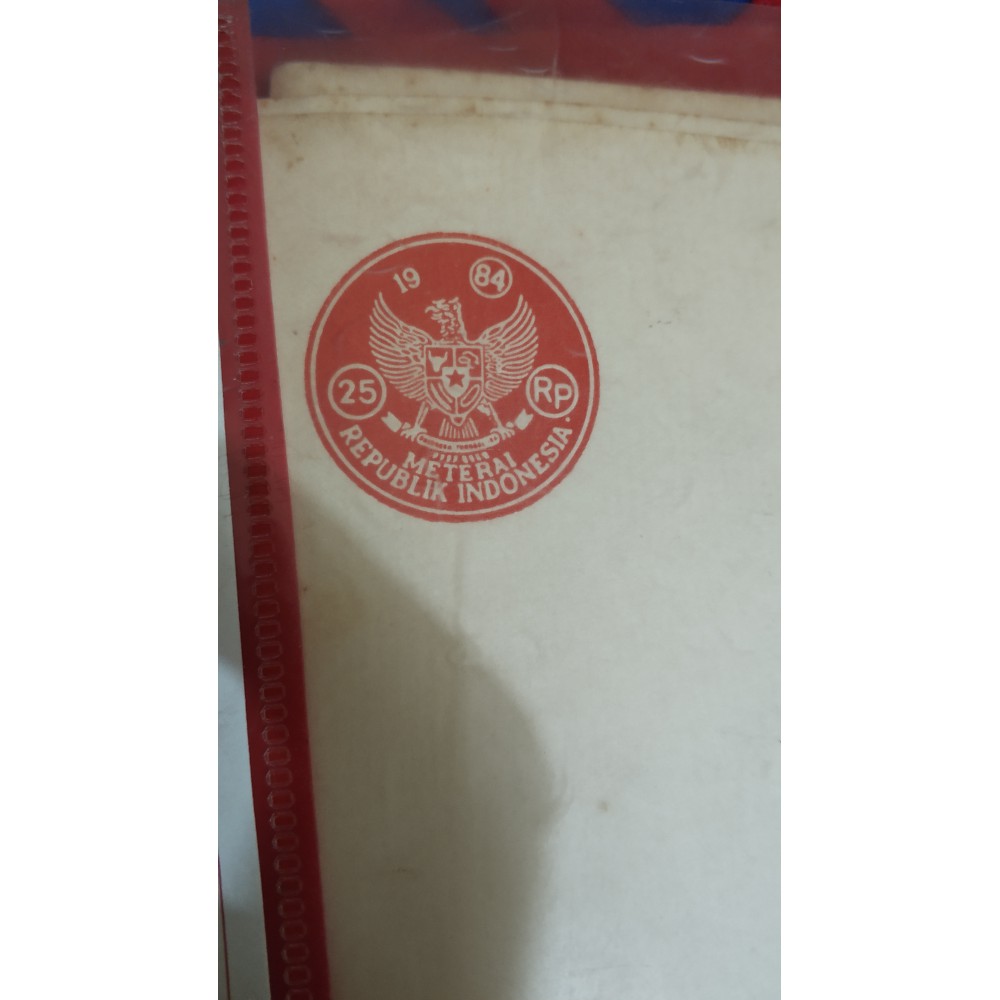 19 84
25 RP
METERAI
REPUBLIK INDONESIA.